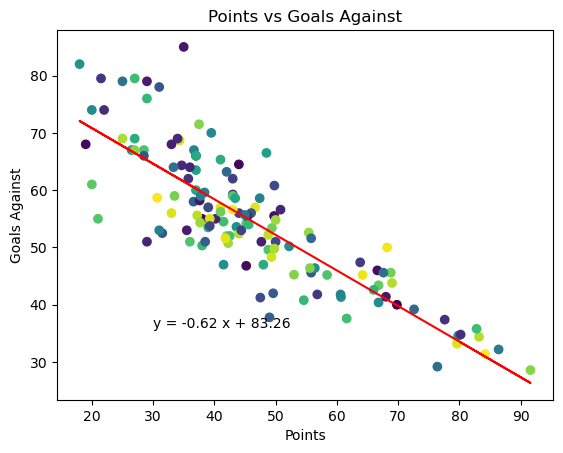 Points vs Goals Against
Goals Against
80
70
60
50
40
30
y = -0.62 x + 83.26
20 30 40 50 60 70 80 90
Points